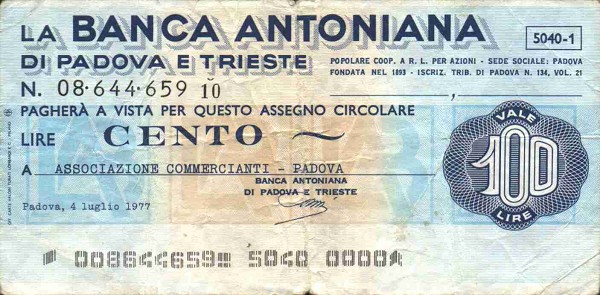 LA BANCA ANTONIANA
DI PADOVA E TRIESTE
5040-1
POPOLARE COOP. A R. L. PER AZIONI - SEDE SOCIALE: PADOVA
FONDATA NEL 1893 - ISCRIZ. TRIB. DI PADOVA N. 134, VOL. 21
N. 08·644·659 10
PAGHERÀ A VISTA PER QUESTO ASSEGNO CIRCOLARE
LIRE CENTO
A ASSOCIAZIONE COMMERCIANTI - PADOVA
BANCA ANTONIANA
DI PADOVA E TRIESTE
Padova, 4 luglio 1977
VALE
100
LIRE
008644659 5040 0000